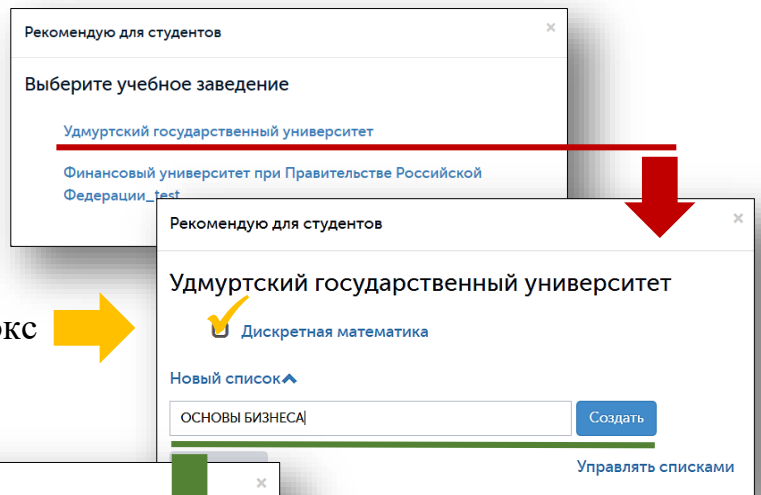 Рекомендую для студентов
Выберите учебное заведение
Удмуртский государственный университет
Финансовый университет при Правительстве Российской
Федерации_test
Рекомендую для студентов
Удмуртский государственный университет
Дискретная математика
Новый список
ОСНОВЫ БИЗНЕСА
Создать
Управлять списками